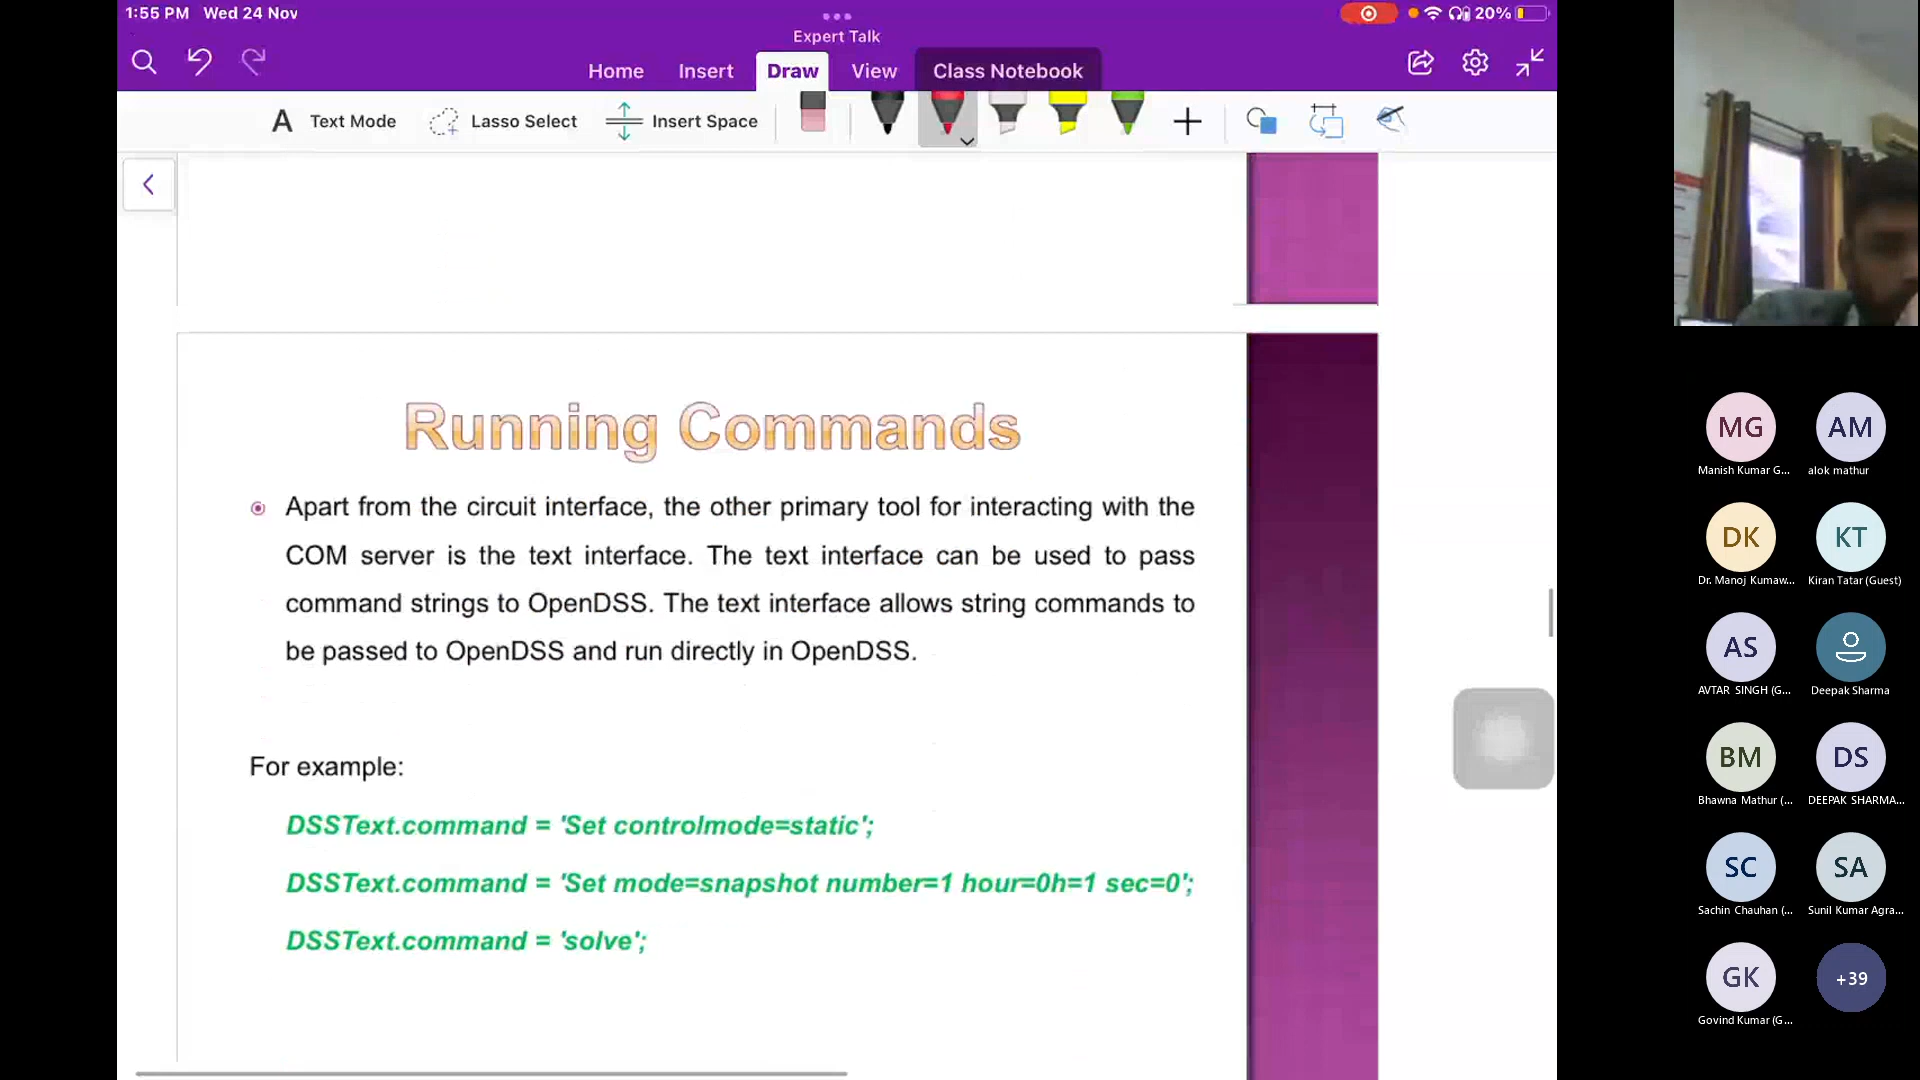 1:55 PM Wed 24 Nov
20%
Expert Talk
Home Insert Draw View Class Notebook
A Text Mode Lasso Select Insert Space
Running Commands
Apart from the circuit interface, the other primary tool for interacting with the
COM server is the text interface. The text interface can be used to pass
command strings to OpenDSS. The text interface allows string commands to
be passed to OpenDSS and run directly in OpenDSS.
For example:
DSSText.command = 'Set controlmode=static';
DSSText.command = 'Set mode=snapshot number=1 hour=0h=1 sec=0';
DSSText.command = 'solve';
MG AM
Manish Kumar G... alok mathur
DK KT
Dr. Manoj Kumaw... Kiran Tatar (Guest)
AS
AVTAR SINGH (G... Deepak Sharma
BM DS
Bhawna Mathur (... DEEPAK SHARMA...
SC SA
Sachin Chauhan (... Sunil Kumar Agra...
GK +39
Govind Kumar (G...